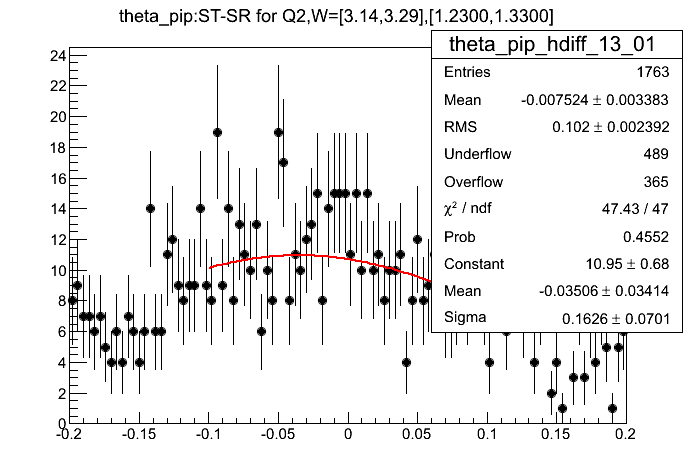 theta_pip:ST-SR for Q2,W=[3.14,3.29],[1.2300,1.3300]
theta_pip_hdiff_13_01
Entries 1763
Mean -0.007524 ± 0.003383
RMS 0.102 ± 0.002392
Underflow 489
Overflow 365
χ² / ndf 47.43 / 47
Prob 0.4552
Constant 10.95 ± 0.68
Mean -0.03506 ± 0.03414
Sigma 0.1626 ± 0.0701
24
22
20
18
16
14
12
10
8
6
4
2
0
-0.2 -0.15 -0.1 -0.05 0 0.05 0.1 0.15 0.2